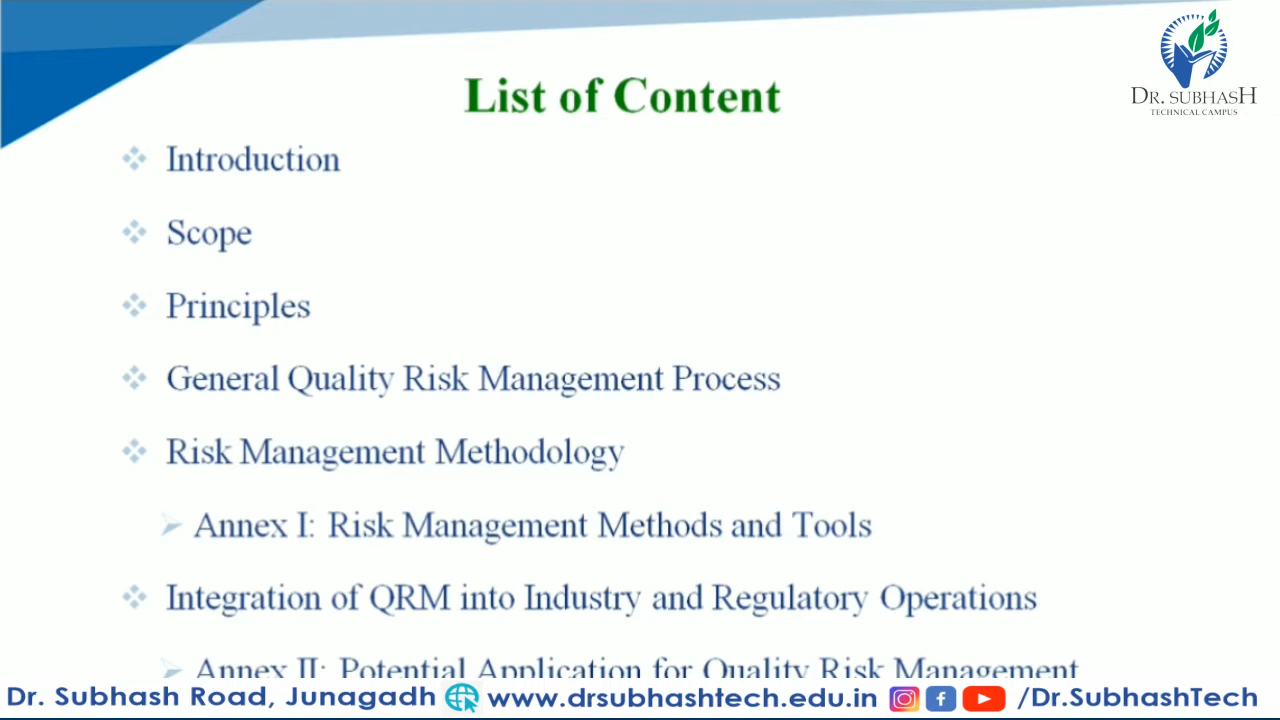 DR. SUBHASH
TECHNICAL CAMPUS
List of Content
Introduction
Scope
Principles
General Quality Risk Management Process
Risk Management Methodology
Annex I: Risk Management Methods and Tools
Integration of QRM into Industry and Regulatory Operations
Annex II: Potential Application for Quality Risk Management
Dr. Subhash Road, Junagadh www.drsubhashtech.edu.in /Dr.SubhashTech